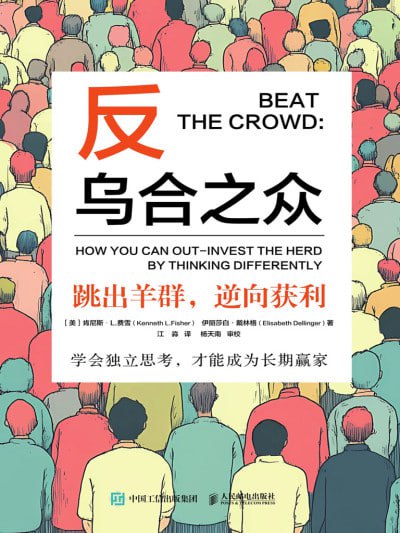 反
BEAT
THE CROWD:
乌合之众
HOW YOU CAN OUT-INVEST THE HERD
BY THINKING DIFFERENTLY
跳出羊群，逆向获利
［美］肯尼斯·L.费雪（Kenneth L.Fisher） 伊丽莎白·戴林格（Elisabeth Dellinger） 著
江淼 译 杨天南 审校
学会独立思考，才能成为长期赢家
中国工信出版集团
人民邮电出版社